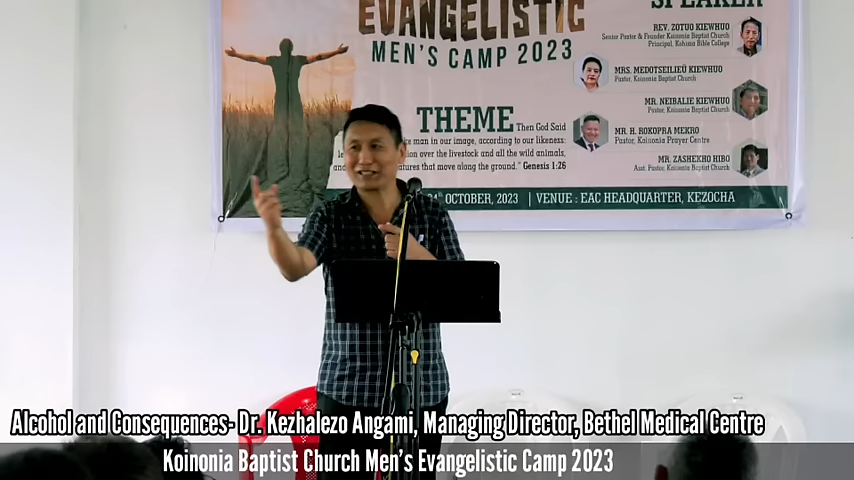 SPEAKER
EVANGELISTIC
MEN'S CAMP 2023
REV. ZOTUO KIEWHUO
Senior Pastor & Founder Koinonia Baptist Church
Principal, Kohima Bible College
MRS. MEDOTSEILIEÜ KIEWHUO
Pastor, Koinonia Baptist Church
MR. NEIBALIE KIEWHUO
Pastor, Koinonia Baptist Church
MR. H. ROKOPRA MEKRO
Pastor, Koinonia Prayer Centre
MR. ZASHEKHO HIBO
Asst. Pastor, Koinonia Baptist Church
THEME
Then God Said
man in our image, according to our likeness:
over the livestock and all the wild animals,
that move along the ground." Genesis 1:26
OCTOBER, 2023 | VENUE : EAC HEADQUARTER, KEZOCHA
Alcohol and Consequences- Dr. Kezhalezo Angami, Managing Director, Bethel Medical Centre
Koinonia Baptist Church Men's Evangelistic Camp 2023